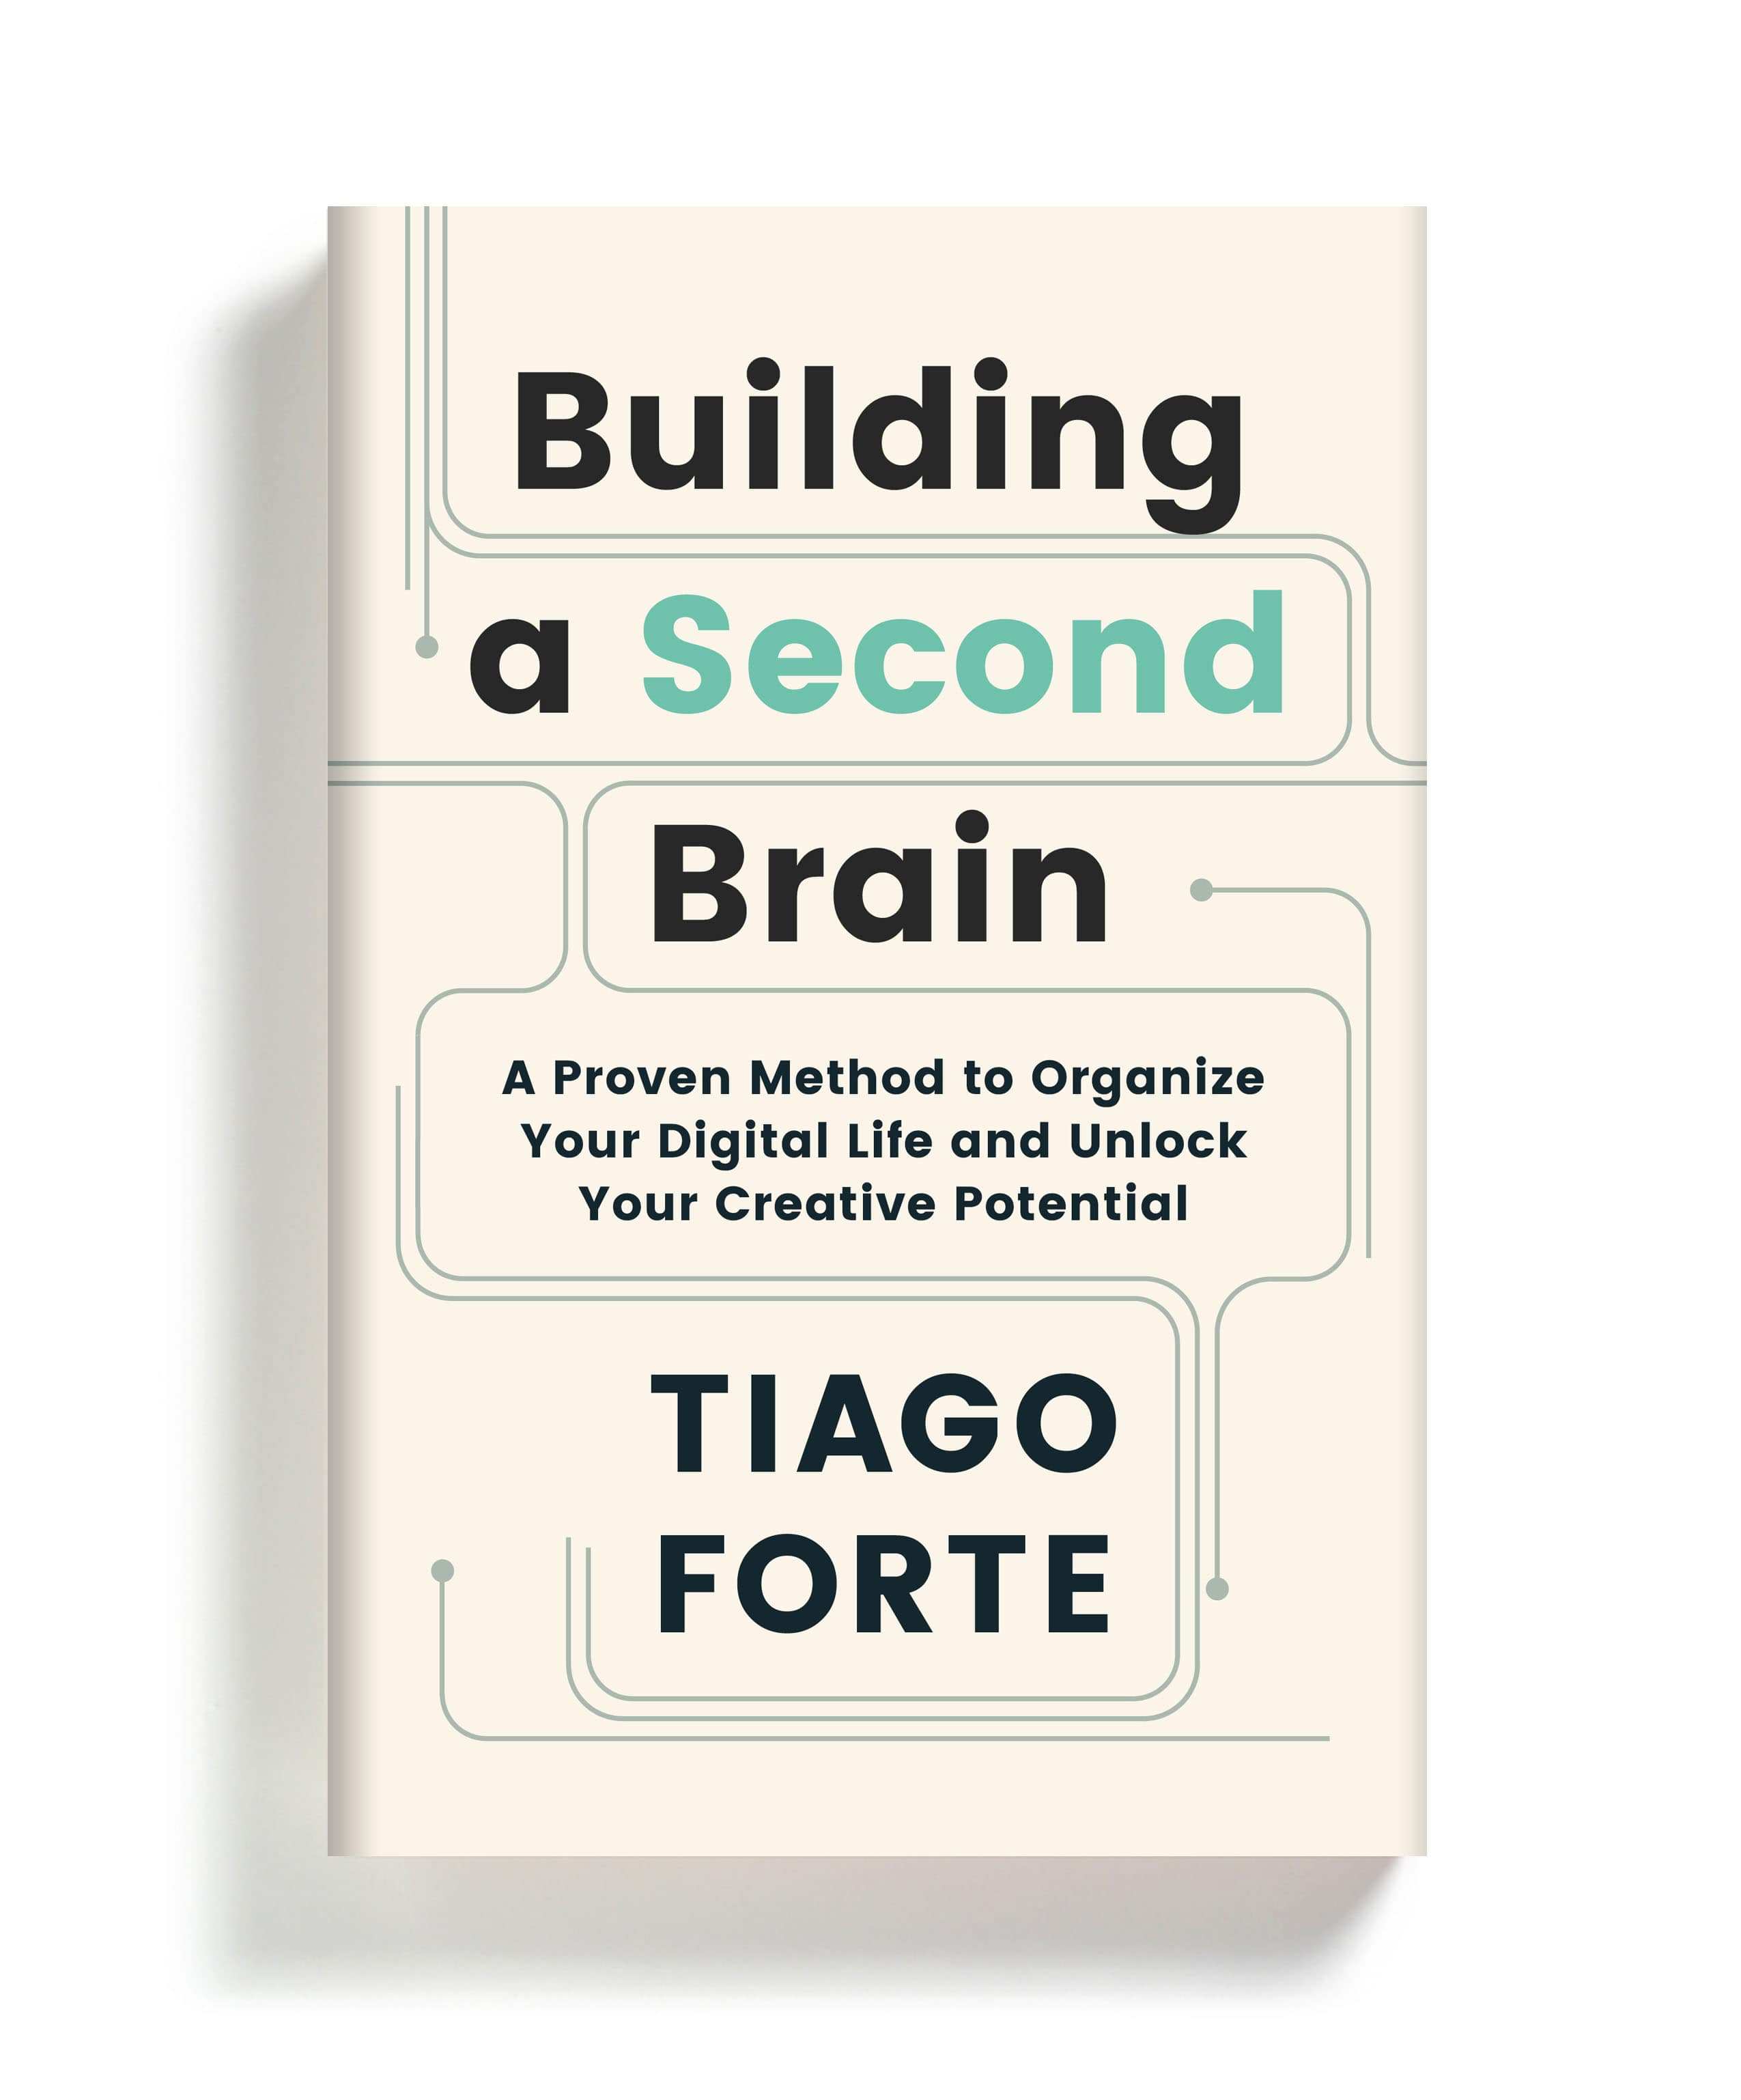 Building
a Second
Brain
A Proven Method to Organize
Your Digital Life and Unlock
Your Creative Potential
TIAGO
FORTE